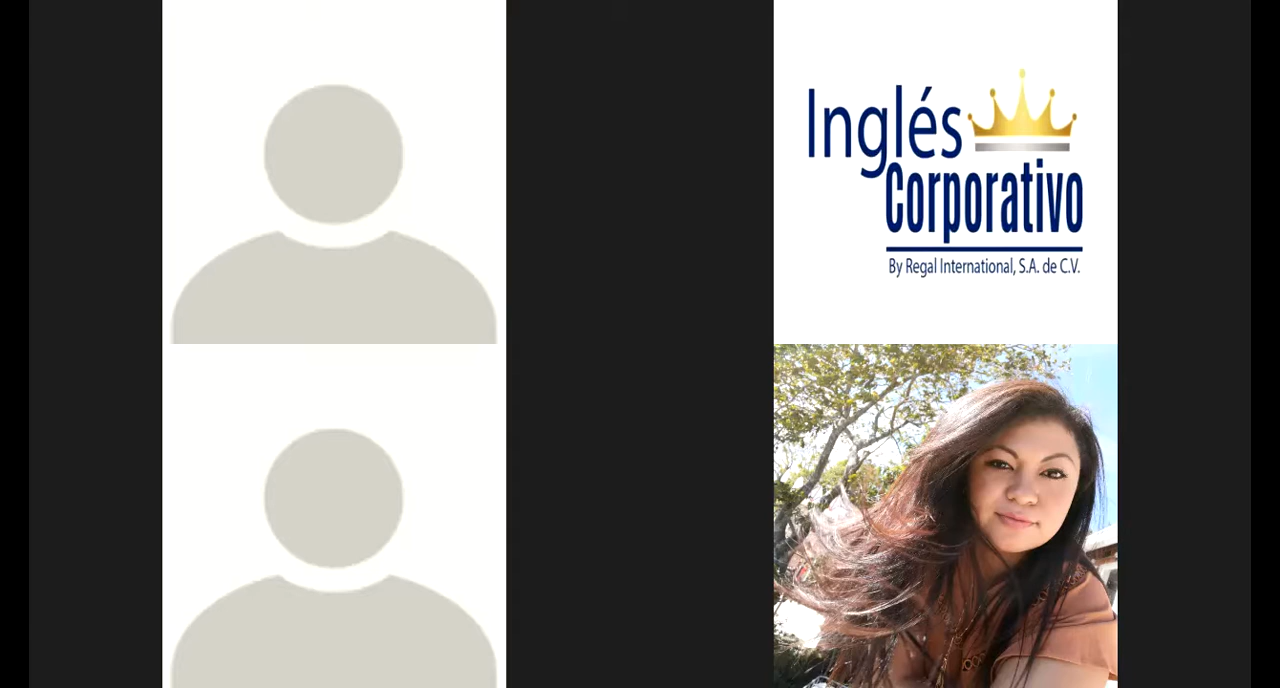 Inglés
Corporativo
By Regal International, S.A. de C.V.